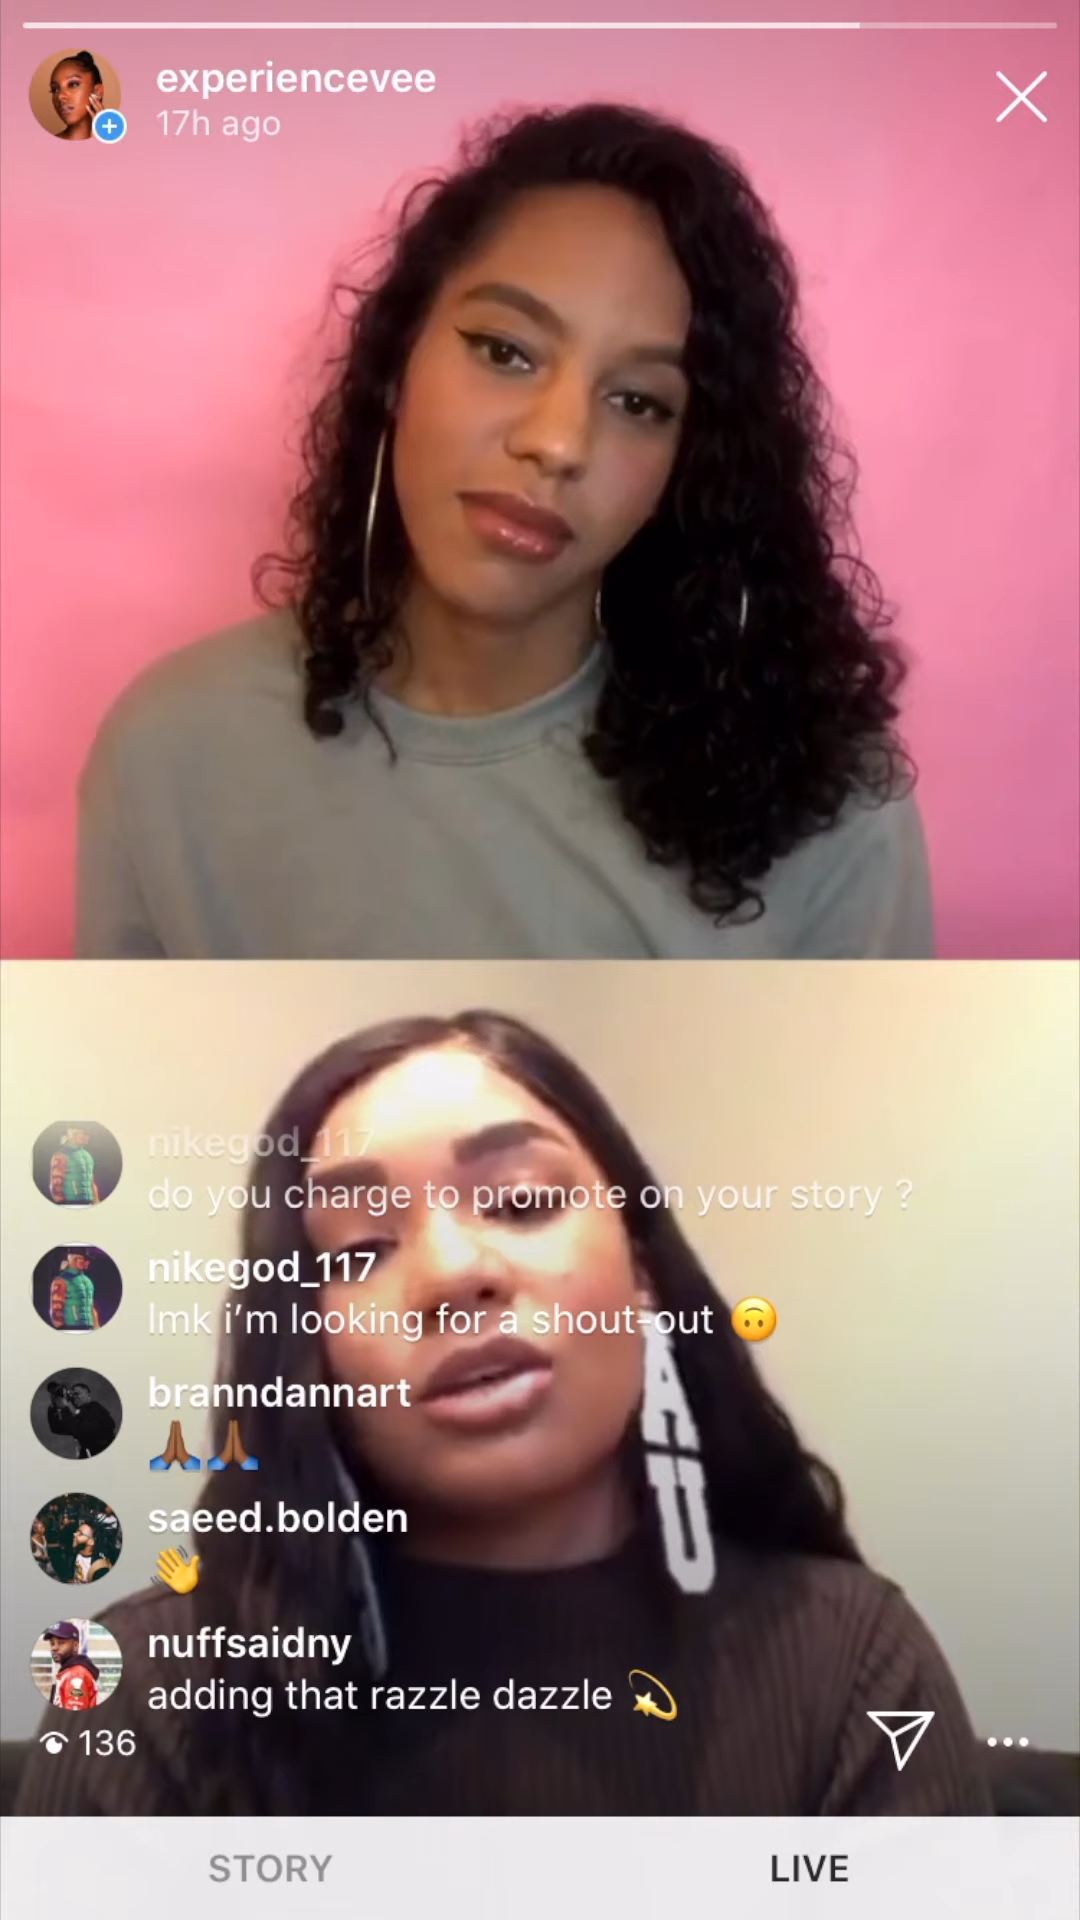 experiencevee
17h ago
nikegod_117
do you charge to promote on your story ?
nikegod_117
lmk i’m looking for a shout-out 🙃
A
U
branndannart
🙏🏾🙏🏾
saeed.bolden
👋
nuffsaidny
adding that razzle dazzle 💫
136
STORY
LIVE